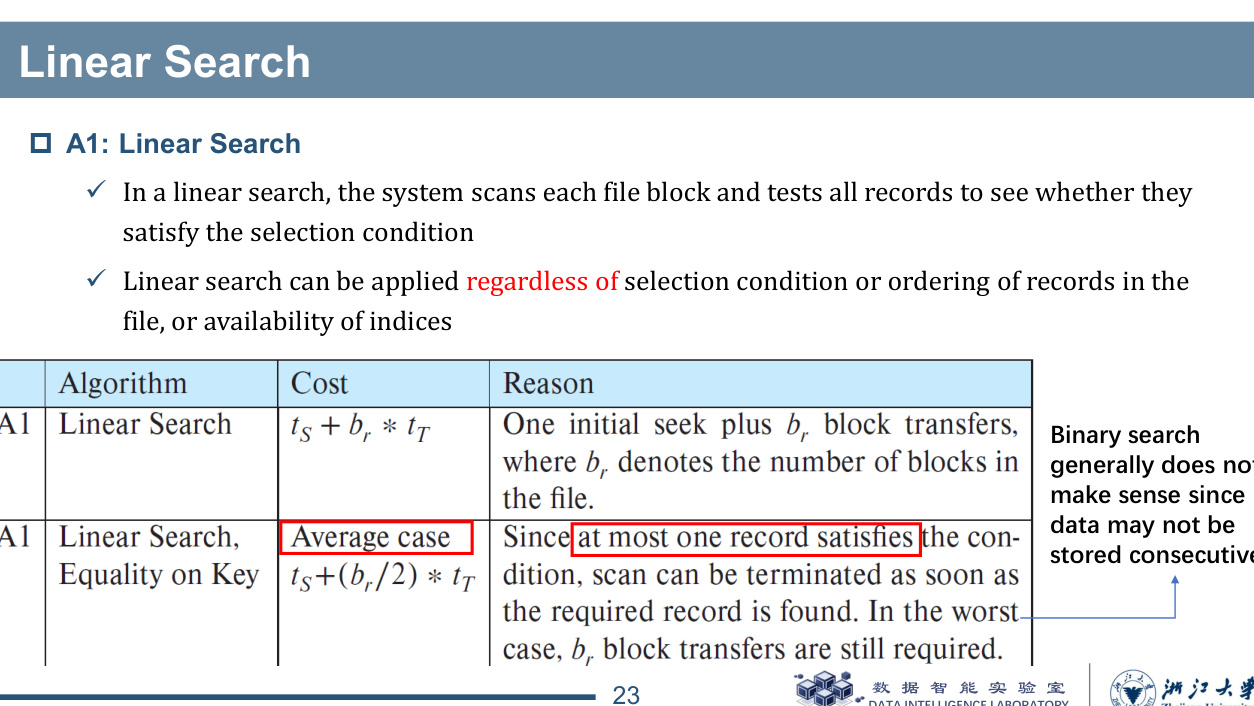 Linear Search
A1: Linear Search
✓ In a linear search, the system scans each file block and tests all records to see whether they
satisfy the selection condition
✓ Linear search can be applied regardless of selection condition or ordering of records in the
file, or availability of indices
Algorithm Cost Reason
A1 Linear Search t_S + b_r * t_T One initial seek plus b_r block transfers,
where b_r denotes the number of blocks in
the file.
A1 Linear Search, Average case Since at most one record satisfies the con-
Equality on Key t_S+(b_r/2) * t_T dition, scan can be terminated as soon as
the required record is found. In the worst
case, b_r block transfers are still required.
Binary search
generally does not
make sense since
data may not be
stored consecutive
23
数据智能实验室
DATA INTELLIGENCE LABORATORY
浙江大学